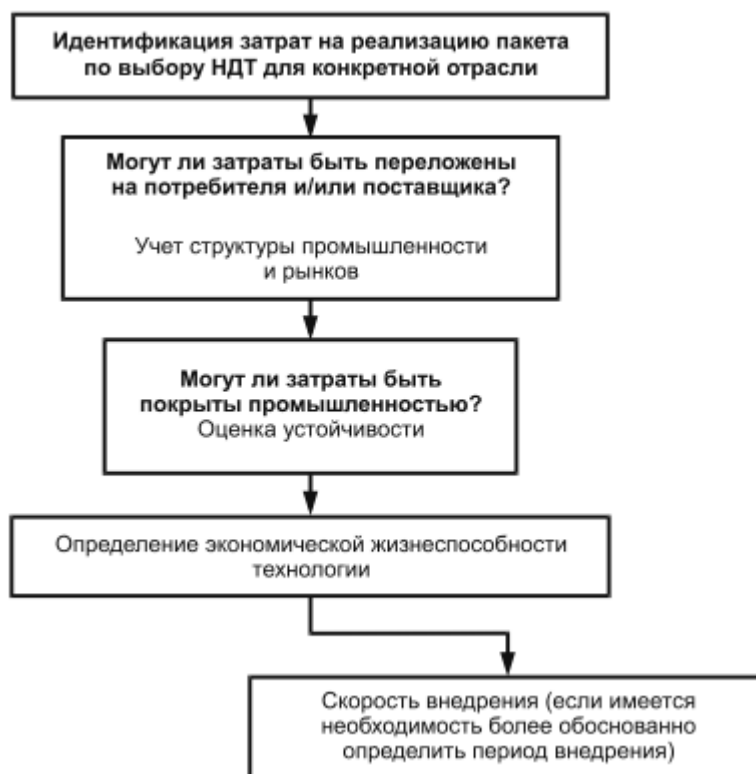 Идентификация затрат на реализацию пакета
по выбору НДТ для конкретной отрасли
Могут ли затраты быть переложены
на потребителя и/или поставщика?
Учет структуры промышленности
и рынков
Могут ли затраты быть
покрыты промышленностью?
Оценка устойчивости
Определение экономической жизнеспособности
технологии
Скорость внедрения (если имеется
необходимость более обоснованно
определить период внедрения)